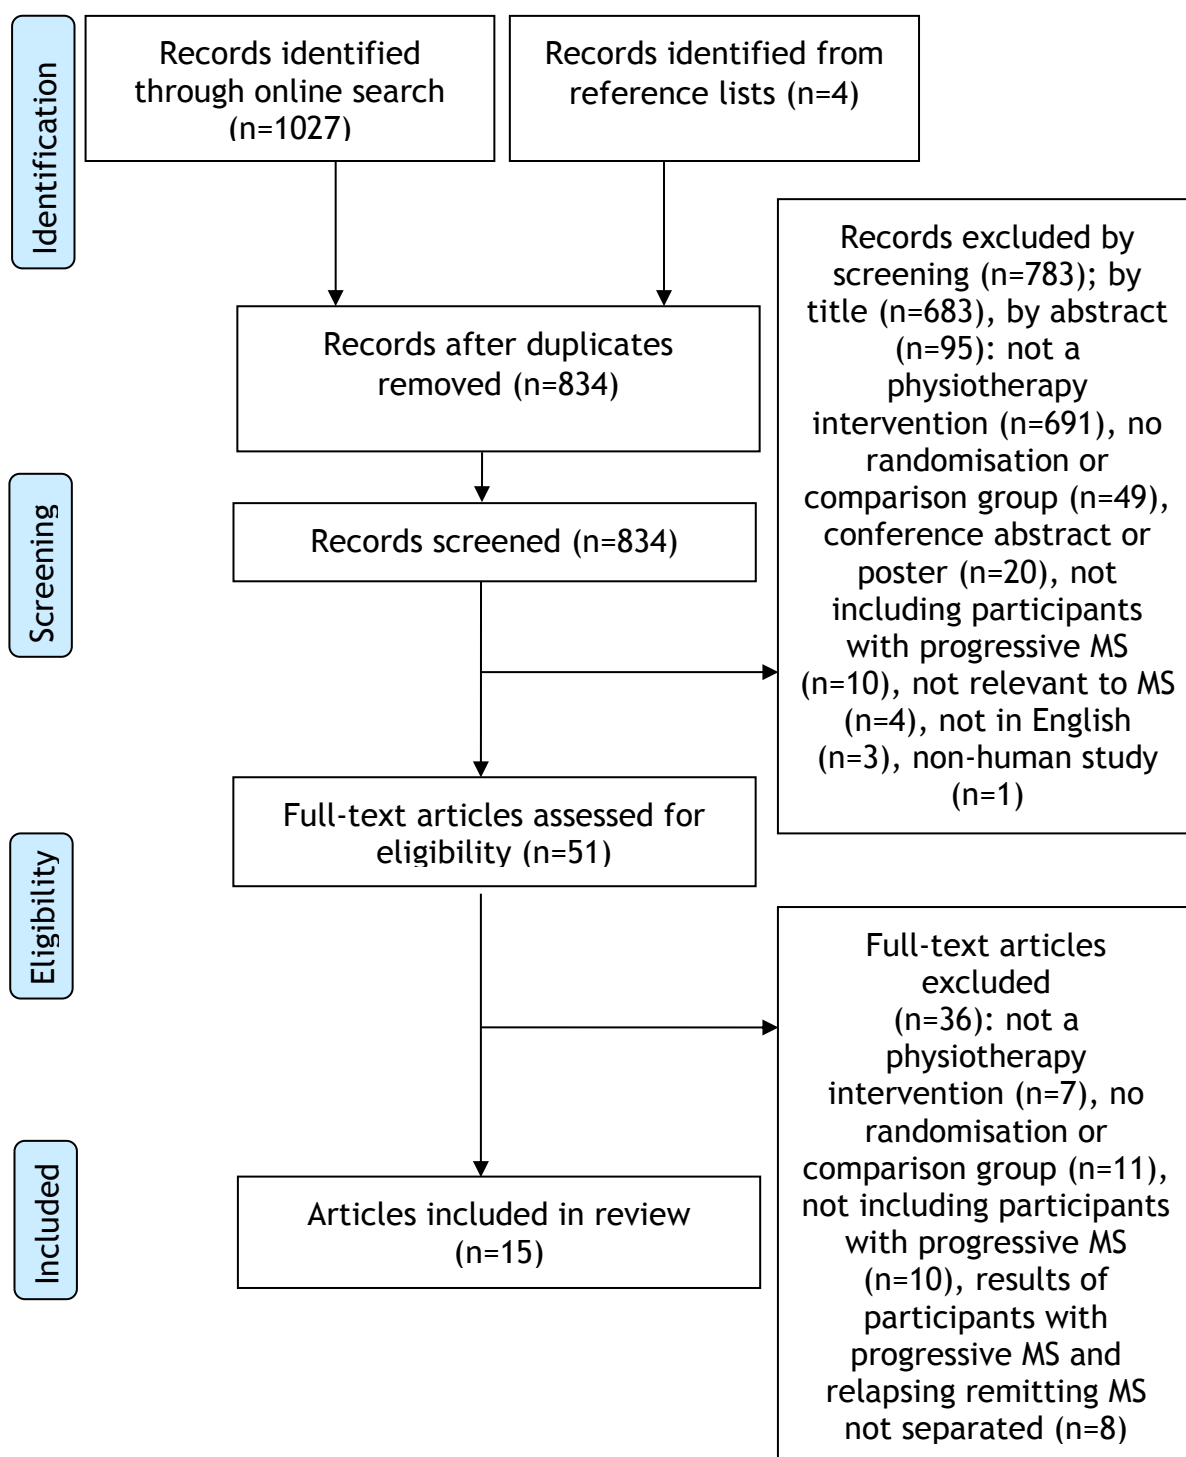 Identification
Records identified
through online search
(n=1027)
Records identified from
reference lists (n=4)
Records after duplicates
removed (n=834)
Records excluded by
screening (n=783); by
title (n=683), by abstract
(n=95): not a
physiotherapy
intervention (n=691), no
randomisation or
comparison group (n=49),
conference abstract or
poster (n=20), not
including participants
with progressive MS
(n=10), not relevant to MS
(n=4), not in English
(n=3), non-human study
(n=1)
Screening
Records screened (n=834)
Full-text articles assessed for
eligibility (n=51)
Eligibility
Full-text articles
excluded
(n=36): not a
physiotherapy
intervention (n=7), no
randomisation or
comparison group (n=11),
not including participants
with progressive MS
(n=10), results of
participants with
progressive MS and
relapsing remitting MS
not separated (n=8)
Included
Articles included in review
(n=15)